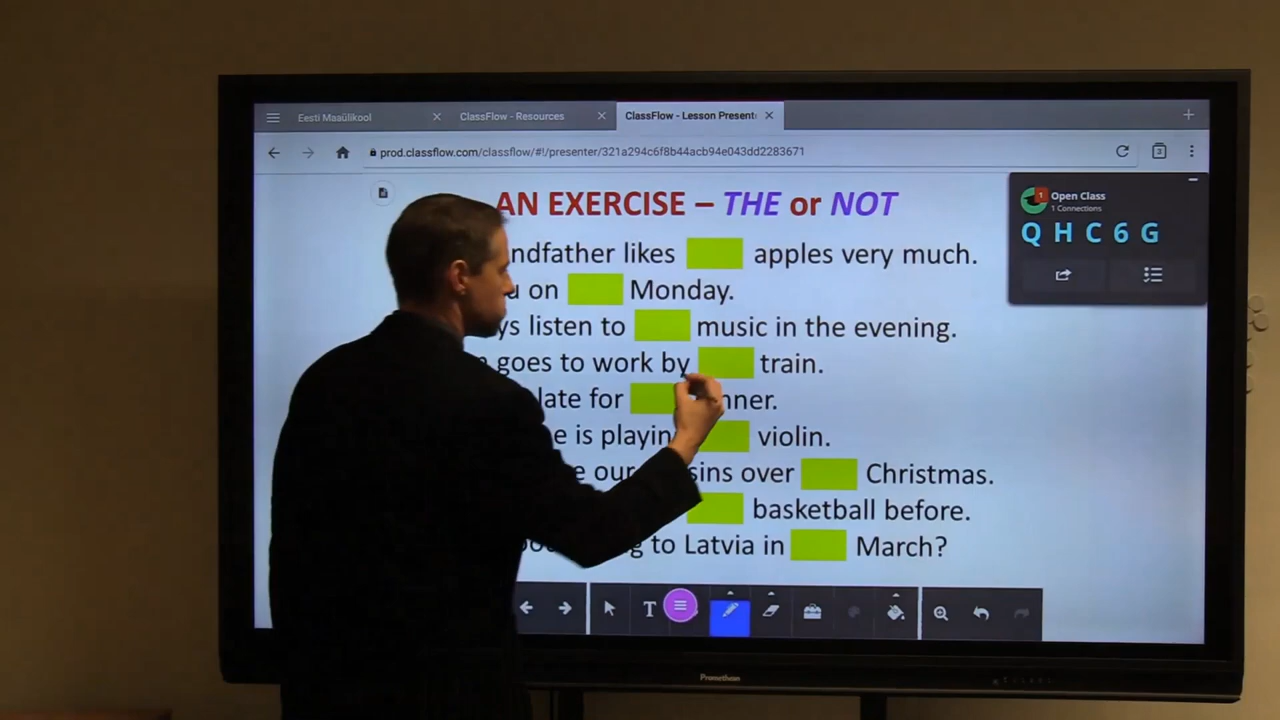 Eesti Maaülikool
ClassFlow - Resources
ClassFlow - Lesson Present
prod.classflow.com/classflow/#!/presenter/321a294c6f8b44acb94e043dd2283671
3
AN EXERCISE – THE or NOT
1
Open Class
1 Connections
Q H C 6 G
ndfather likes apples very much.
on Monday.
ys listen to music in the evening.
goes to work by train.
late for nner.
e is playin violin.
e our sins over Christmas.
basketball before.
to Latvia in March?
T
Promethean